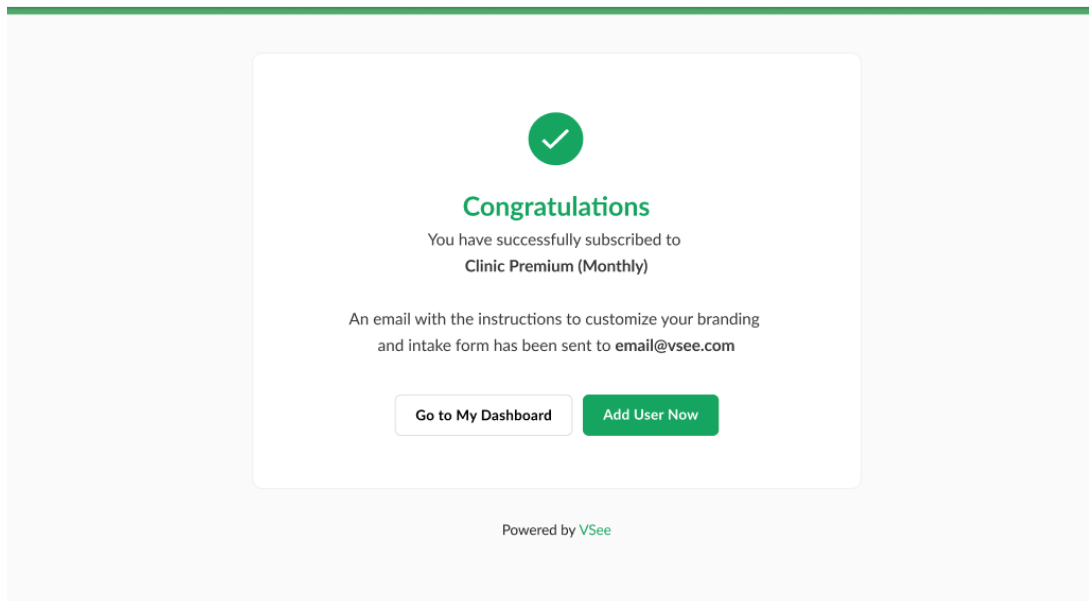 Congratulations
You have successfully subscribed to
Clinic Premium (Monthly)
An email with the instructions to customize your branding
and intake form has been sent to email@vsee.com
Go to My Dashboard
Add User Now
Powered by VSee